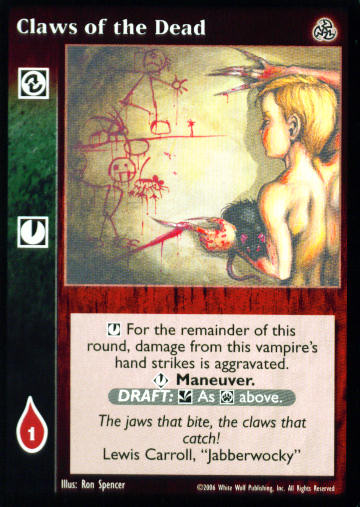 Claws of the Dead
For the remainder of this
round, damage from this vampire's
hand strikes is aggravated.
Maneuver.
DRAFT: As above.
The jaws that bite, the claws that
catch!
Lewis Carroll, "Jabberwocky"
1
Illus: Ron Spencer
©2006 White Wolf Publishing, Inc. All Rights Reserved